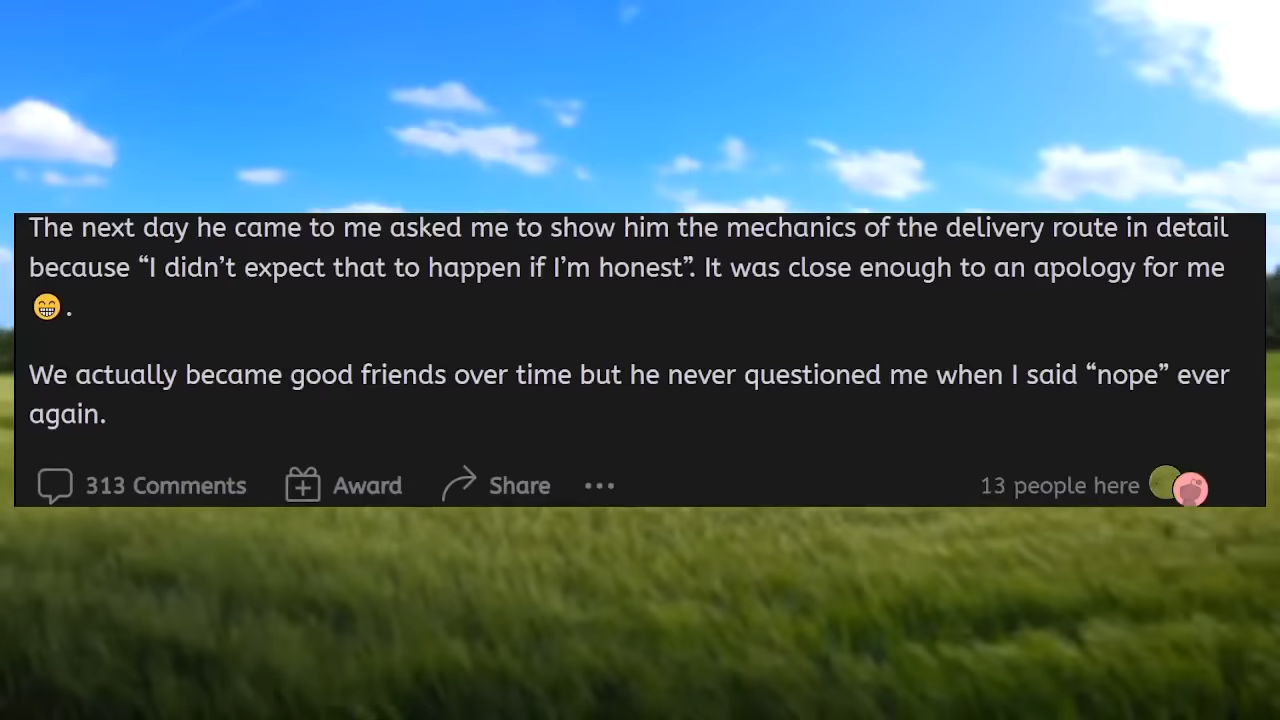 The next day he came to me asked me to show him the mechanics of the delivery route in detail
because “I didn’t expect that to happen if I’m honest”. It was close enough to an apology for me
😁.
We actually became good friends over time but he never questioned me when I said “nope” ever
again.
313 Comments Award Share ••• 13 people here